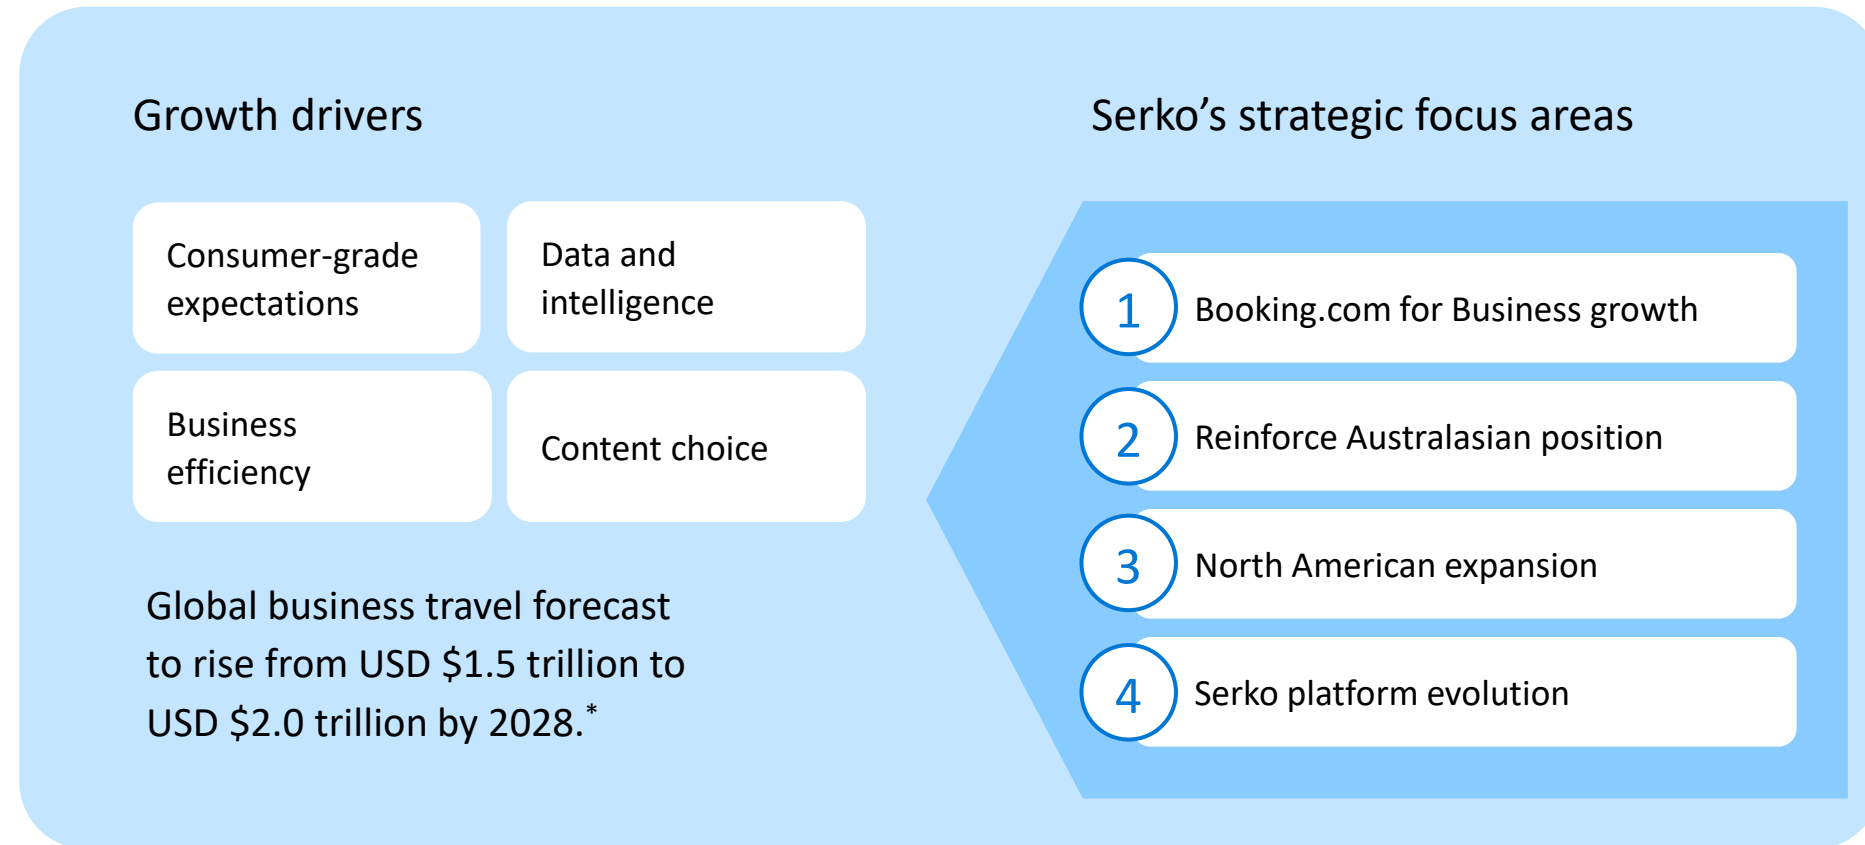 Growth drivers
Consumer-grade
expectations
Data and
intelligence
Business
efficiency
Content choice
Global business travel forecast
to rise from USD $1.5 trillion to
USD $2.0 trillion by 2028.*
Serko’s strategic focus areas
1 Booking.com for Business growth
2 Reinforce Australasian position
3 North American expansion
4 Serko platform evolution